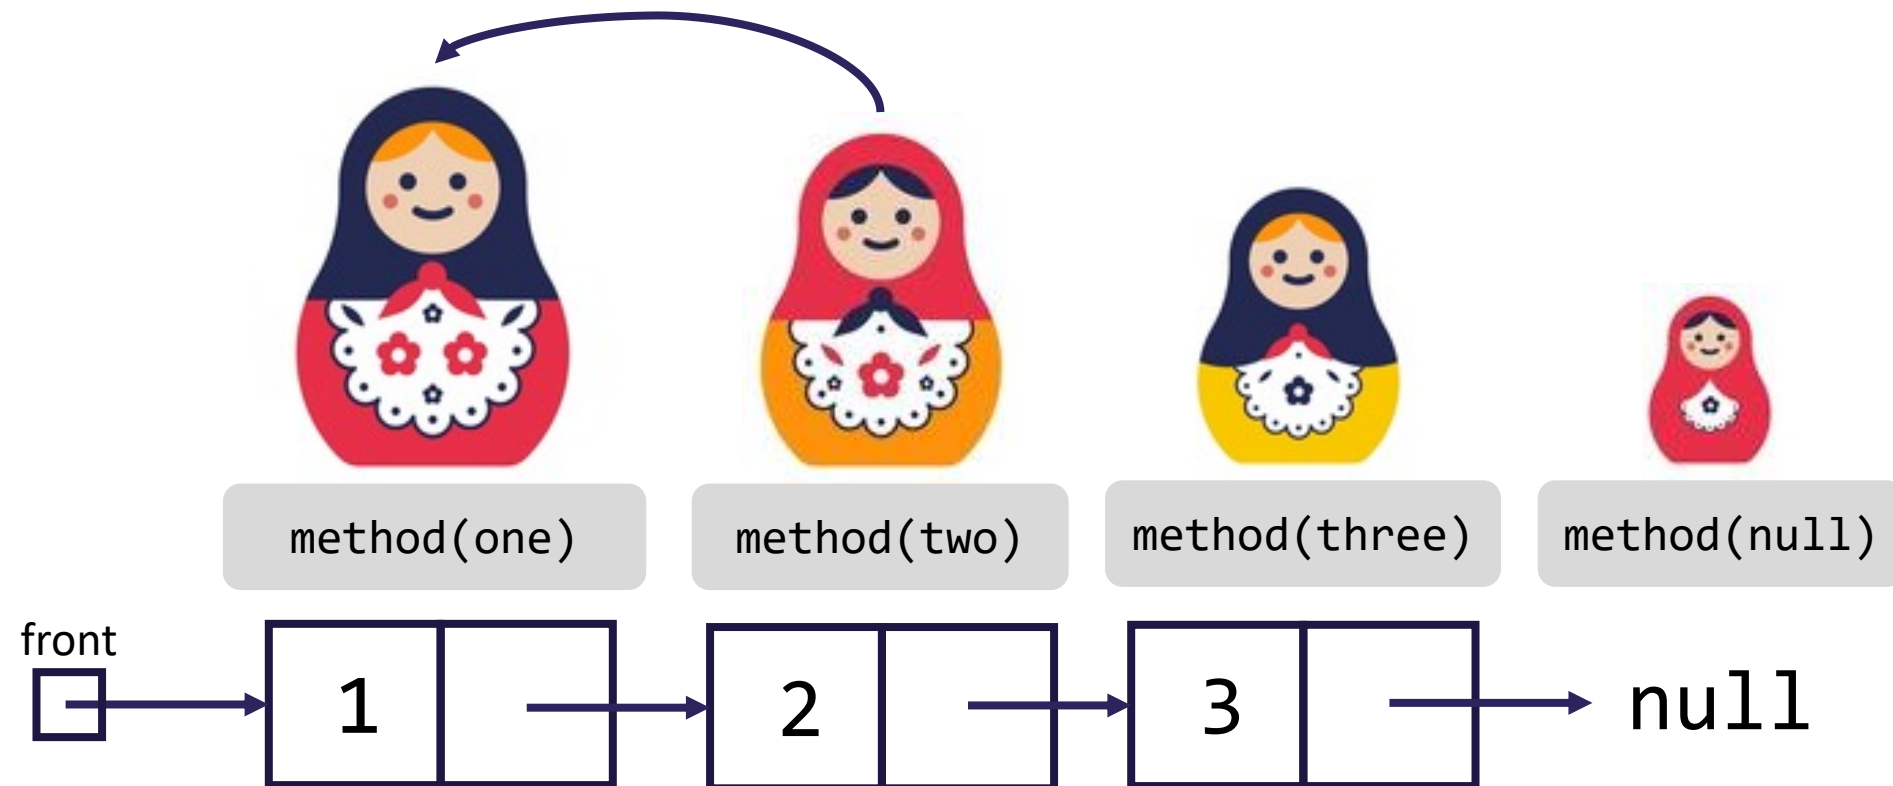 method(one)
method(two)
method(three)
method(null)
front
1
2
3
null